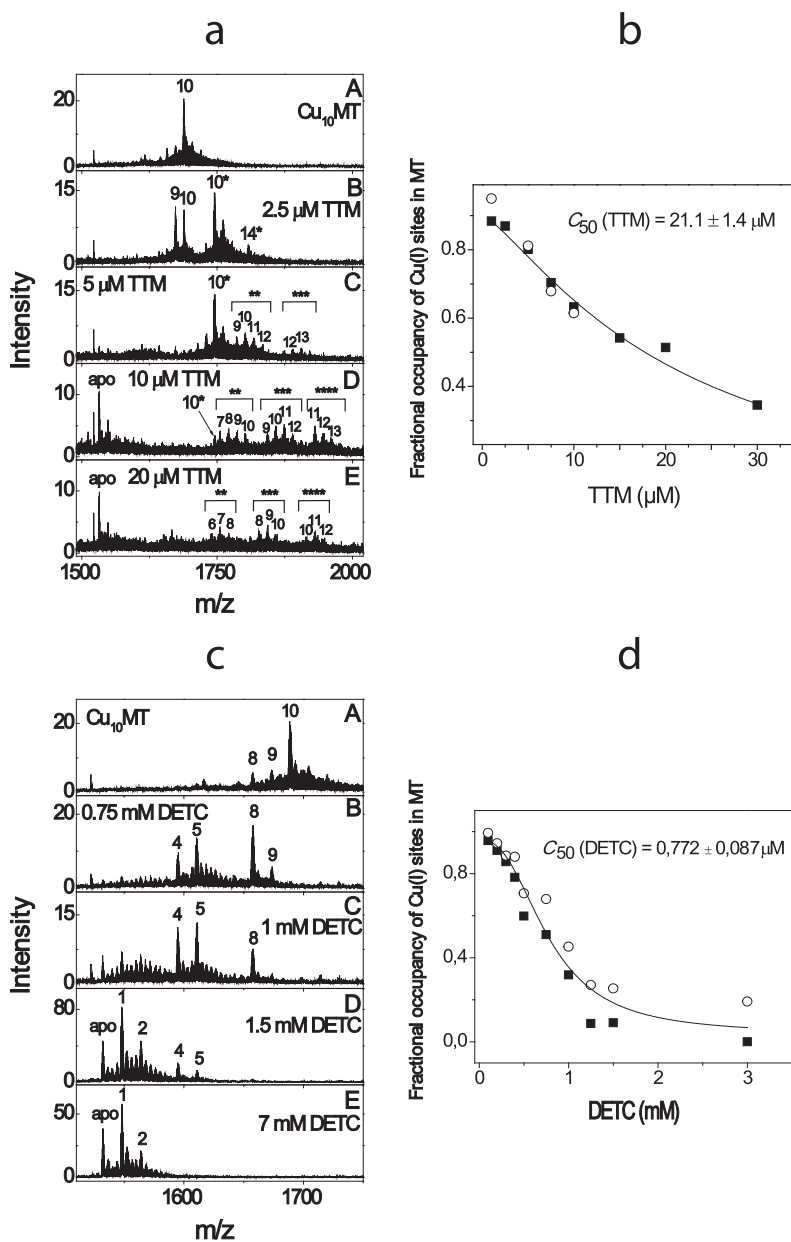 a
10
A
20
Cu10MT
0
10*
B
15
9
10
2.5 µM TTM
14*
0
5 µM TTM
10*
C
15
**
***
10
9
11
12
12
13
0
10 µM TTM
D
10
apo
**
***
****
10*
7
8
9
10
9
10
11
12
11
12
13
0
20 µM TTM
E
10
apo
**
***
****
6
7
8
8
9
10
10
11
12
0
1500
1750
2000
Intensity
m/z
b
C50 (TTM) = 21.1 ± 1.4 µM
0.8
0.4
0
10
20
30
Fractional occupancy of Cu(I) sites in MT
TTM (µM)
c
Cu10MT
10
A
20
8
9
0
0.75 mM DETC
B
20
4
5
8
9
0
C
15
4
5
1 mM DETC
8
0
D
80
1
1.5 mM DETC
apo
2
4
5
0
E
1
50
apo
7 mM DETC
2
0
1600
1700
Intensity
m/z
d
C50 (DETC) = 0,772 ± 0,087 µM
0,8
0,4
0,0
0
1
2
3
Fractional occupancy of Cu(I) sites in MT
DETC (mM)